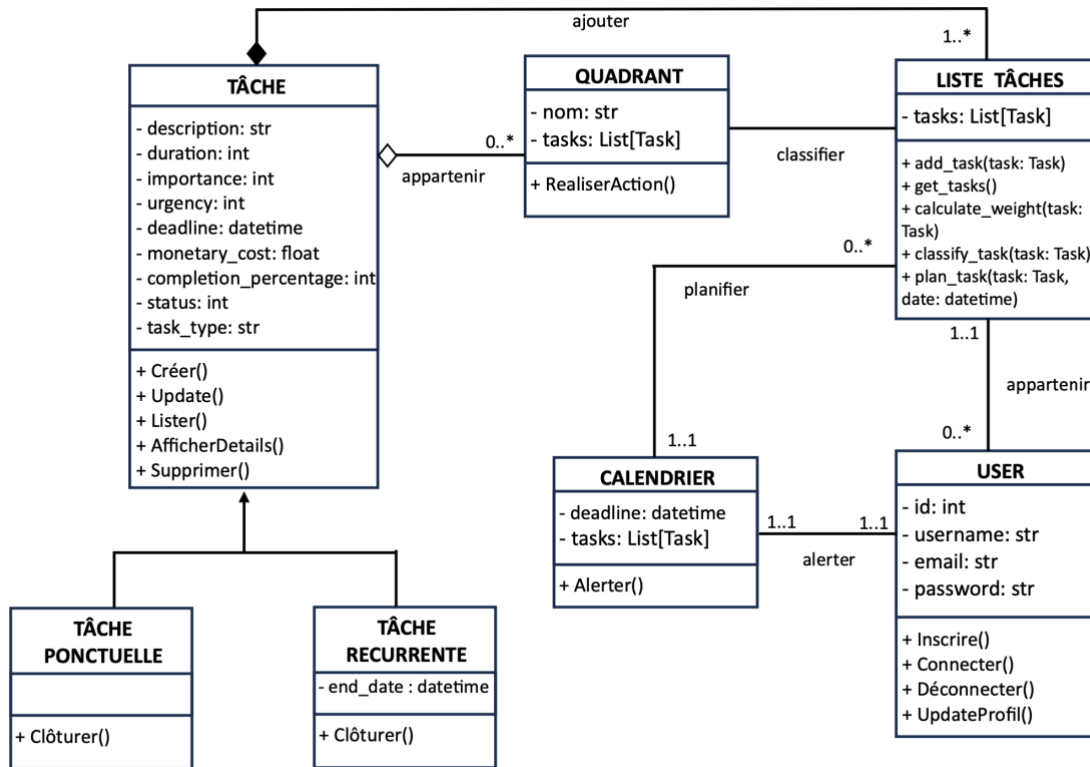 ajouter
1..*
TÂCHE
- description: str
- duration: int
- importance: int
- urgency: int
- deadline: datetime
- monetary_cost: float
- completion_percentage: int
- status: int
- task_type: str
+ Créer()
+ Update()
+ Lister()
+ AfficherDetails()
+ Supprimer()
0..*
appartenir
QUADRANT
- nom: str
- tasks: List[Task]
+ RealiserAction()
classifier
LISTE TÂCHES
- tasks: List[Task]
+ add_task(task: Task)
+ get_tasks()
+ calculate_weight(task:
Task)
+ classify_task(task: Task)
+ plan_task(task: Task,
date: datetime)
0..*
planifier
1..1
1..1
appartenir
0..*
CALENDRIER
- deadline: datetime
- tasks: List[Task]
+ Alerter()
1..1
1..1
alerter
USER
- id: int
- username: str
- email: str
- password: str
+ Inscrire()
+ Connecter()
+ Déconnecter()
+ UpdateProfil()
TÂCHE
PONCTUELLE
+ Clôturer()
TÂCHE
RECURRENTE
- end_date : datetime
+ Clôturer()